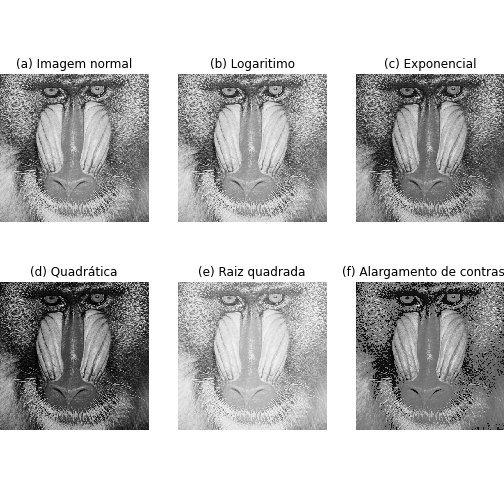 (a) Imagem normal
(b) Logaritimo
(c) Exponencial
(d) Quadrática
(e) Raiz quadrada
(f) Alargamento de contras